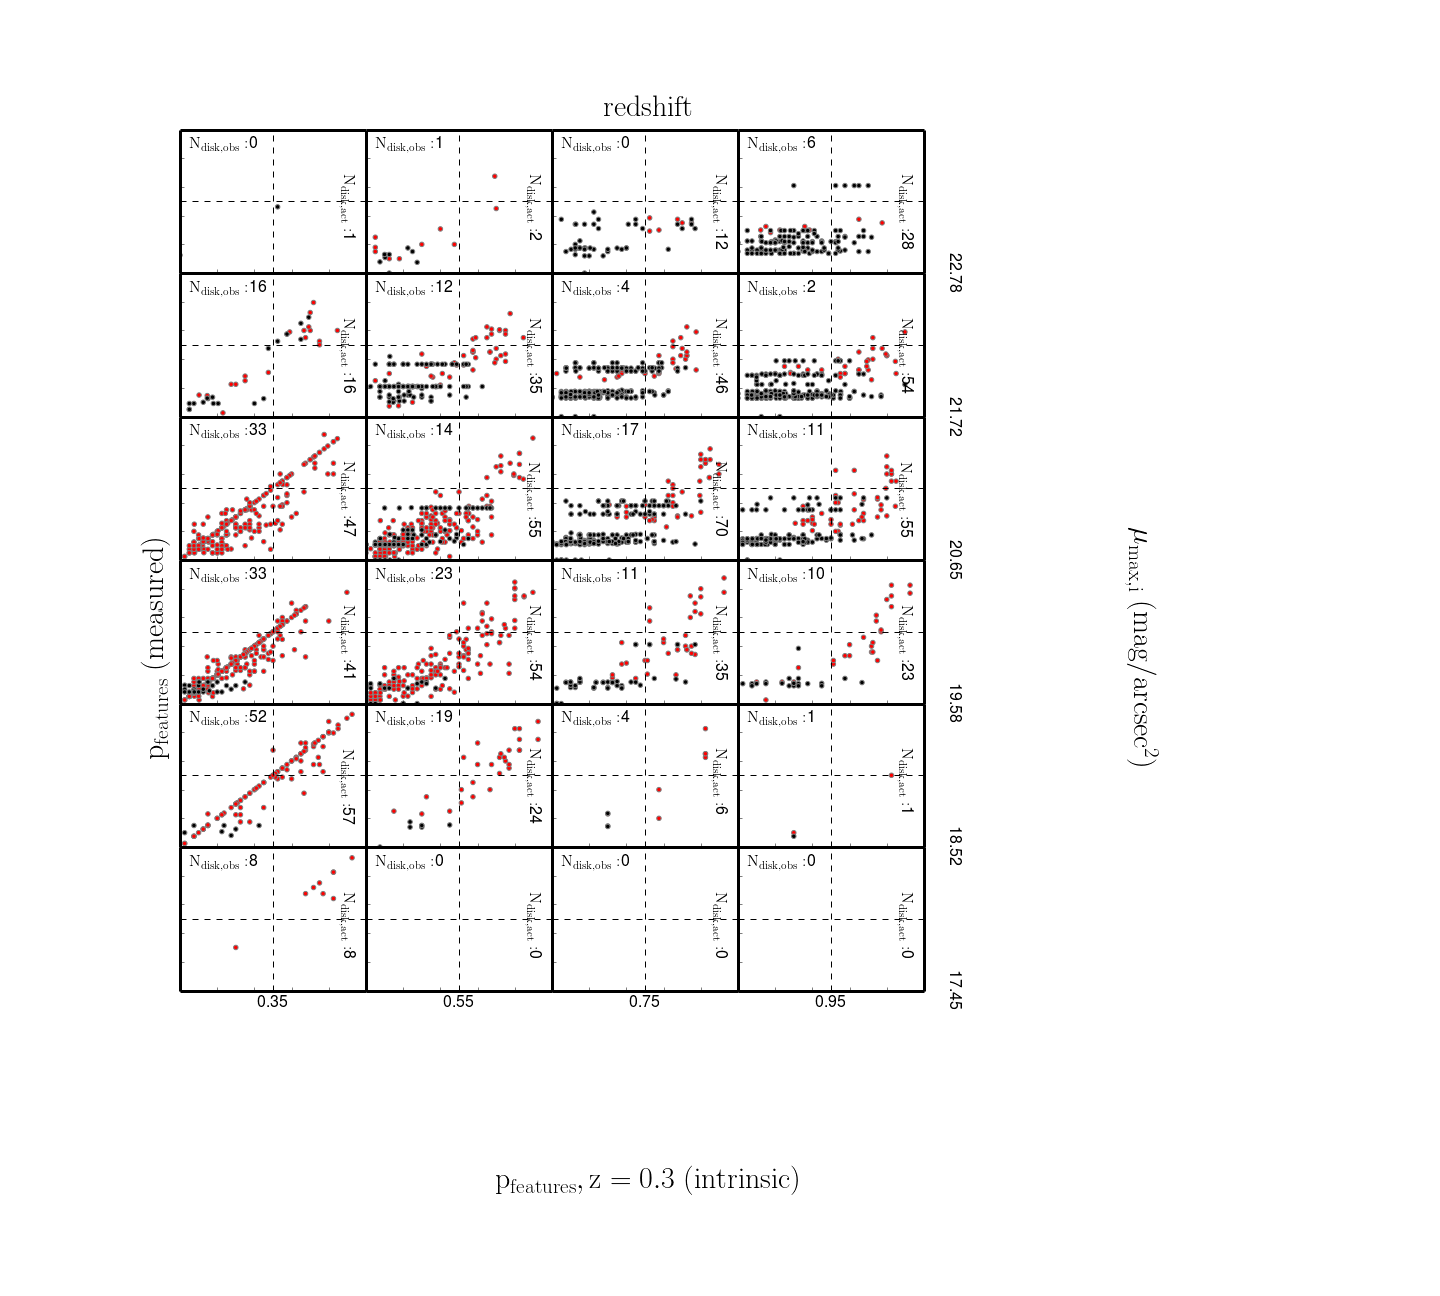 redshift
N_disk,obs :0
N_disk,act :1
N_disk,obs :1
N_disk,act :2
N_disk,obs :0
N_disk,act :12
N_disk,obs :6
N_disk,act :28
22.78
N_disk,obs :16
N_disk,act :16
N_disk,obs :12
N_disk,act :35
N_disk,obs :4
N_disk,act :46
N_disk,obs :2
N_disk,act :54
21.72
N_disk,obs :33
N_disk,act :47
N_disk,obs :14
N_disk,act :55
N_disk,obs :17
N_disk,act :70
N_disk,obs :11
N_disk,act :55
20.65
N_disk,obs :33
N_disk,act :41
N_disk,obs :23
N_disk,act :54
N_disk,obs :11
N_disk,act :35
N_disk,obs :10
N_disk,act :23
19.58
N_disk,obs :52
N_disk,act :57
N_disk,obs :19
N_disk,act :24
N_disk,obs :4
N_disk,act :6
N_disk,obs :1
N_disk,act :1
18.52
N_disk,obs :8
N_disk,act :8
N_disk,obs :0
N_disk,act :0
N_disk,obs :0
N_disk,act :0
N_disk,obs :0
N_disk,act :0
17.45
0.35
0.55
0.75
0.95
p_features (measured)
μ_max,i (mag/arcsec²)
p_features, z = 0.3 (intrinsic)